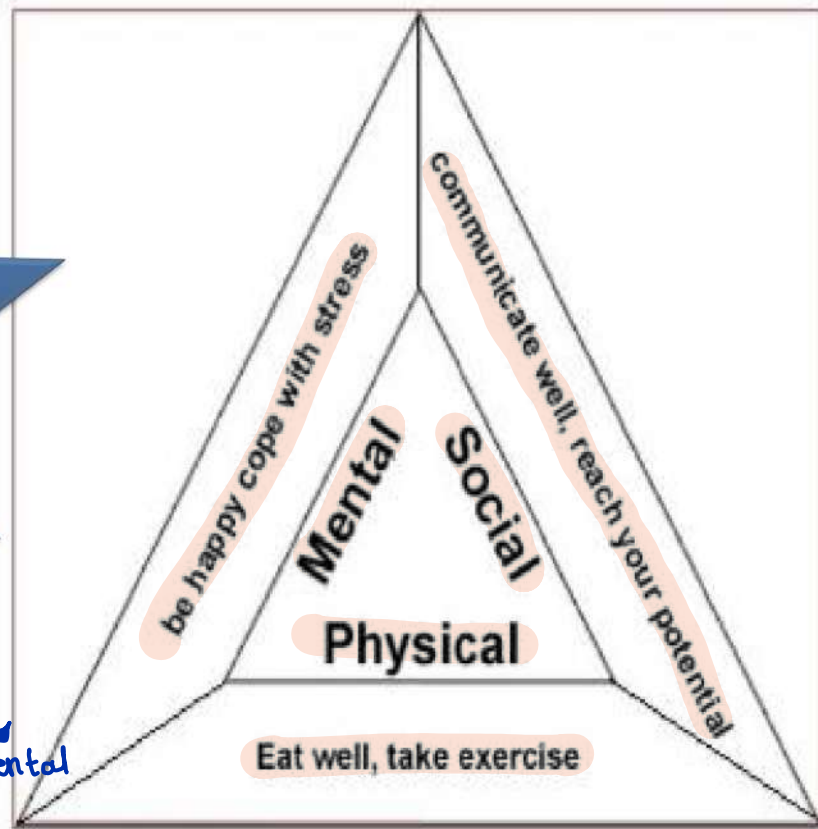 be happy cope with stress
communicate well, reach your potential
Mental
Social
Physical
Eat well, take exercise